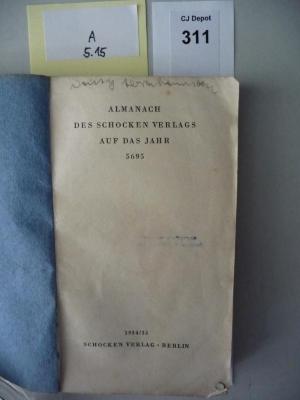 A
5.15
CJ Depot
311
ALMANACH
DES SCHOCKEN VERLAGS
AUF DAS JAHR
5695
1934/35
SCHOCKEN VERLAG · BERLIN